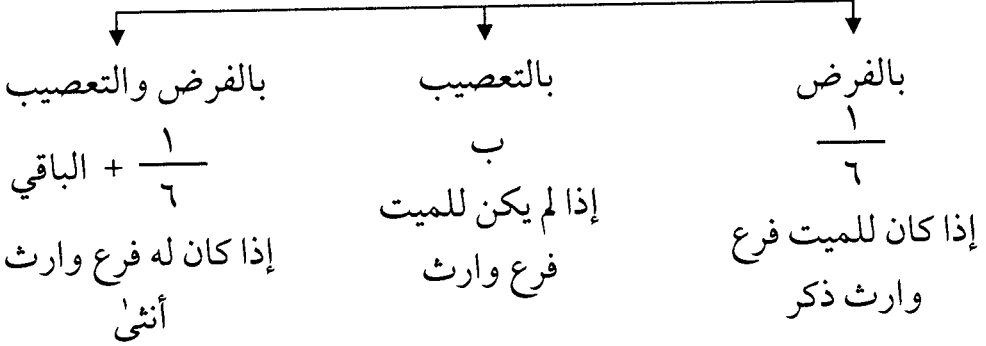 بالفرض
١
٦
إذا كان للميت فرع
وارث ذكر
بالتعصيب
ب
إذا لم يكن للميت
فرع وارث
بالفرض والتعصيب
١
٦ + الباقي
إذا كان له فرع وارث
أنثىٰ